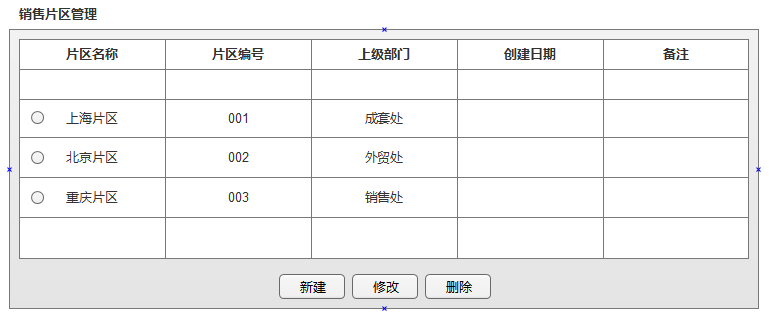 销售片区管理
片区名称 片区编号 上级部门 创建日期 备注
上海片区 001 成套处
北京片区 002 外贸处
重庆片区 003 销售处
新建 修改 删除